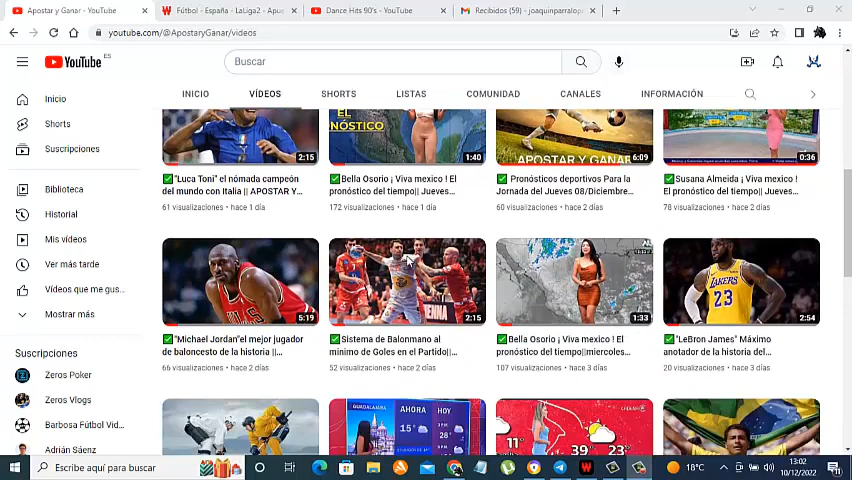 Apostar y Ganar - YouTube
Fútbol - España - LaLiga2 - Apue
Dance Hits 90's - YouTube
Recibidos (59) - joaquinparralop
youtube.com/@ApostaryGanar/videos
YouTube ES
Buscar
INICIO VÍDEOS SHORTS LISTAS COMUNIDAD CANALES INFORMACIÓN
Inicio
Shorts
Suscripciones
Biblioteca
Historial
Mis vídeos
Ver más tarde
Vídeos que me gus...
Mostrar más
Suscripciones
Zeros Poker
Zeros Vlogs
Barbosa Fútbol Vid...
Adrián Sáenz
2:15
"Luca Toni" el nómada campeón
del mundo con Italia || APOSTAR Y...
61 visualizaciones • hace 1 día
EL
NÓSTICO
1:40
Bella Osorio ¡ Viva mexico ! El
pronóstico del tiempo|| Jueves...
172 visualizaciones • hace 1 día
APOSTAR Y GANAR
6:09
Pronósticos deportivos Para la
Jornada del Jueves 08/Diciembre...
60 visualizaciones • hace 2 días
0:36
Susana Almeida ¡ Viva mexico !
El pronóstico del tiempo|| Jueves...
78 visualizaciones • hace 2 días
5:19
"Michael Jordan"el mejor jugador
de baloncesto de la historia ||...
66 visualizaciones • hace 2 días
2:15
Sistema de Balonmano al
minimo de Goles en el Partido||...
52 visualizaciones • hace 2 días
1:33
Bella Osorio ¡ Viva mexico ! El
pronóstico del tiempo||miercoles...
107 visualizaciones • hace 3 días
LAKERS
23
2:54
"LeBron James" Máximo
anotador de la historia del...
20 visualizaciones • hace 3 días
GUADALAJARA
AHORA HOY
15° 28°
11° 39° 23
Escribe aquí para buscar
18°C
13:02
10/12/2022